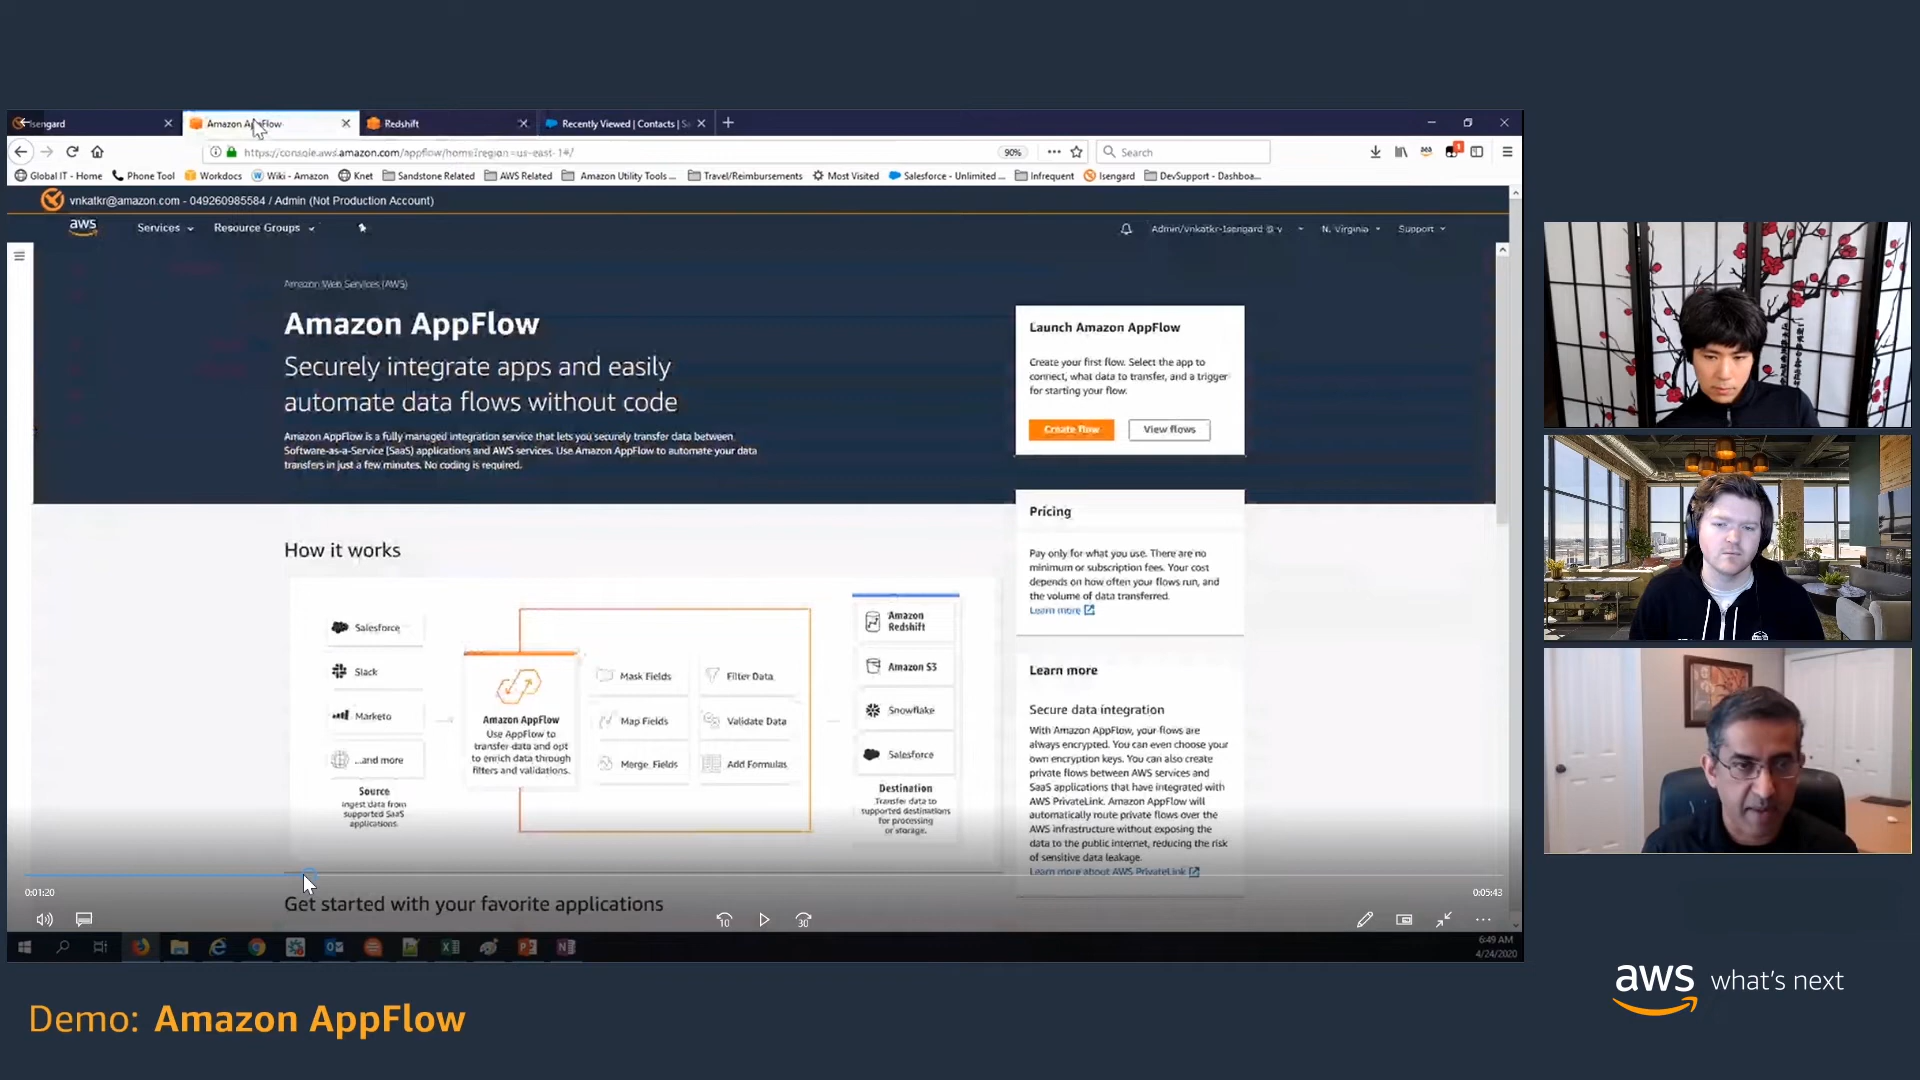 Isengard
Amazon AppFlow
Redshift
Recently Viewed | Contacts | S
https://console.aws.amazon.com/appflow/home?region=us-east-1#/
90%
Search
Global IT - Home
Phone Tool
Workdocs
Wiki - Amazon
Knet
Sandstone Related
AWS Related
Amazon Utility Tools ...
Travel/Reimbursements
Most Visited
Salesforce - Unlimited ...
Infrequent
Isengard
DevSupport - Dashboa...
vnkatkr@amazon.com - 049260985584 / Admin (Not Production Account)
aws
Services
Resource Groups
Admin/vnkatkr-Isengard @ v
N. Virginia
Support
Amazon Web Services (AWS)
Amazon AppFlow
Securely integrate apps and easily
automate data flows without code
Amazon AppFlow is a fully managed integration service that lets you securely transfer data between
Software-as-a-Service (SaaS) applications and AWS services. Use Amazon AppFlow to automate your data
transfers in just a few minutes. No coding is required.
Launch Amazon AppFlow
Create your first flow. Select the app to
connect, what data to transfer, and a trigger
for starting your flow.
Create flow
View flows
Pricing
Pay only for what you use. There are no
minimum or subscription fees. Your cost
depends on how often your flows run, and
the volume of data transferred.
Learn more
How it works
Salesforce
Slack
Marketo
...and more
Source
Ingest data from
supported SaaS
applications.
Amazon AppFlow
Use AppFlow to
transfer data and opt
to enrich data through
filters and validations.
Mask Fields
Filter Data
Map Fields
Validate Data
Merge Fields
Add Formulas
Amazon
Redshift
Amazon S3
Snowflake
Salesforce
Destination
Transfer data to
supported destinations
for processing
or storage.
Learn more
Secure data integration
With Amazon AppFlow, your flows are
always encrypted. You can even choose your
own encryption keys. You can also create
private flows between AWS services and
SaaS applications that have integrated with
AWS PrivateLink. Amazon AppFlow will
automatically route private flows over the
AWS infrastructure without exposing the
data to the public internet, reducing the risk
of sensitive data leakage.
Learn more about AWS PrivateLink
Get started with your favorite applications
0:01:20
0:05:43
10
30
6:49 AM
4/24/2020
Demo: Amazon AppFlow
aws what's next